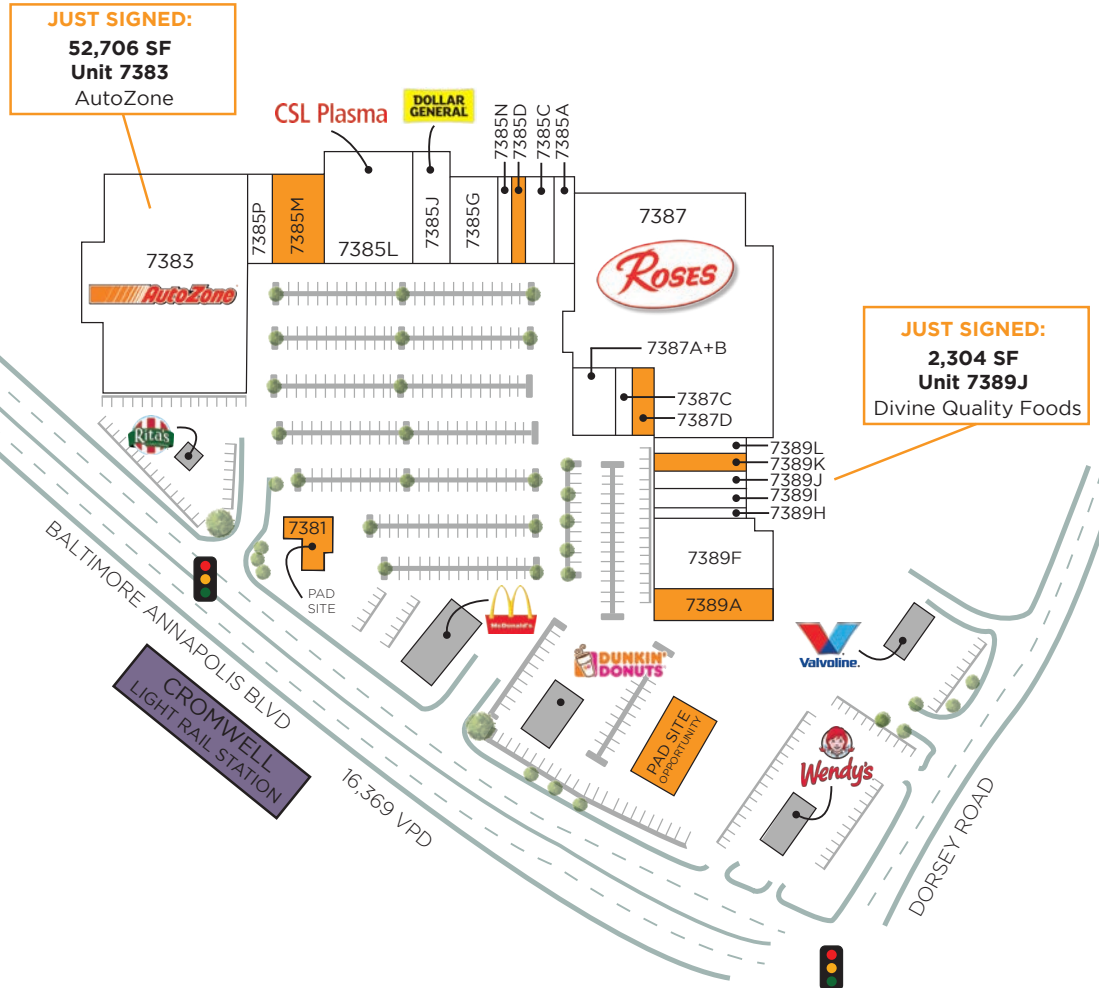 JUST SIGNED:
52,706 SF
Unit 7383
AutoZone
CSL Plasma
DOLLAR
GENERAL
7385N
7385D
7385C
7385A
7385P
7385M
7385L
7385J
7385G
7383
AutoZone
7387
ROSES
JUST SIGNED:
2,304 SF
Unit 7389J
Divine Quality Foods
7387A+B
7387C
7387D
7389L
7389K
7389J
7389I
7389H
7389F
7389A
Rita's
7381
PAD
SITE
McDonald's
DUNKIN'
DONUTS
Valvoline.
PAD SITE
OPPORTUNITY
Wendy's
BALTIMORE ANNAPOLIS BLVD
CROMWELL
LIGHT RAIL STATION
16,369 VPD
DORSEY ROAD